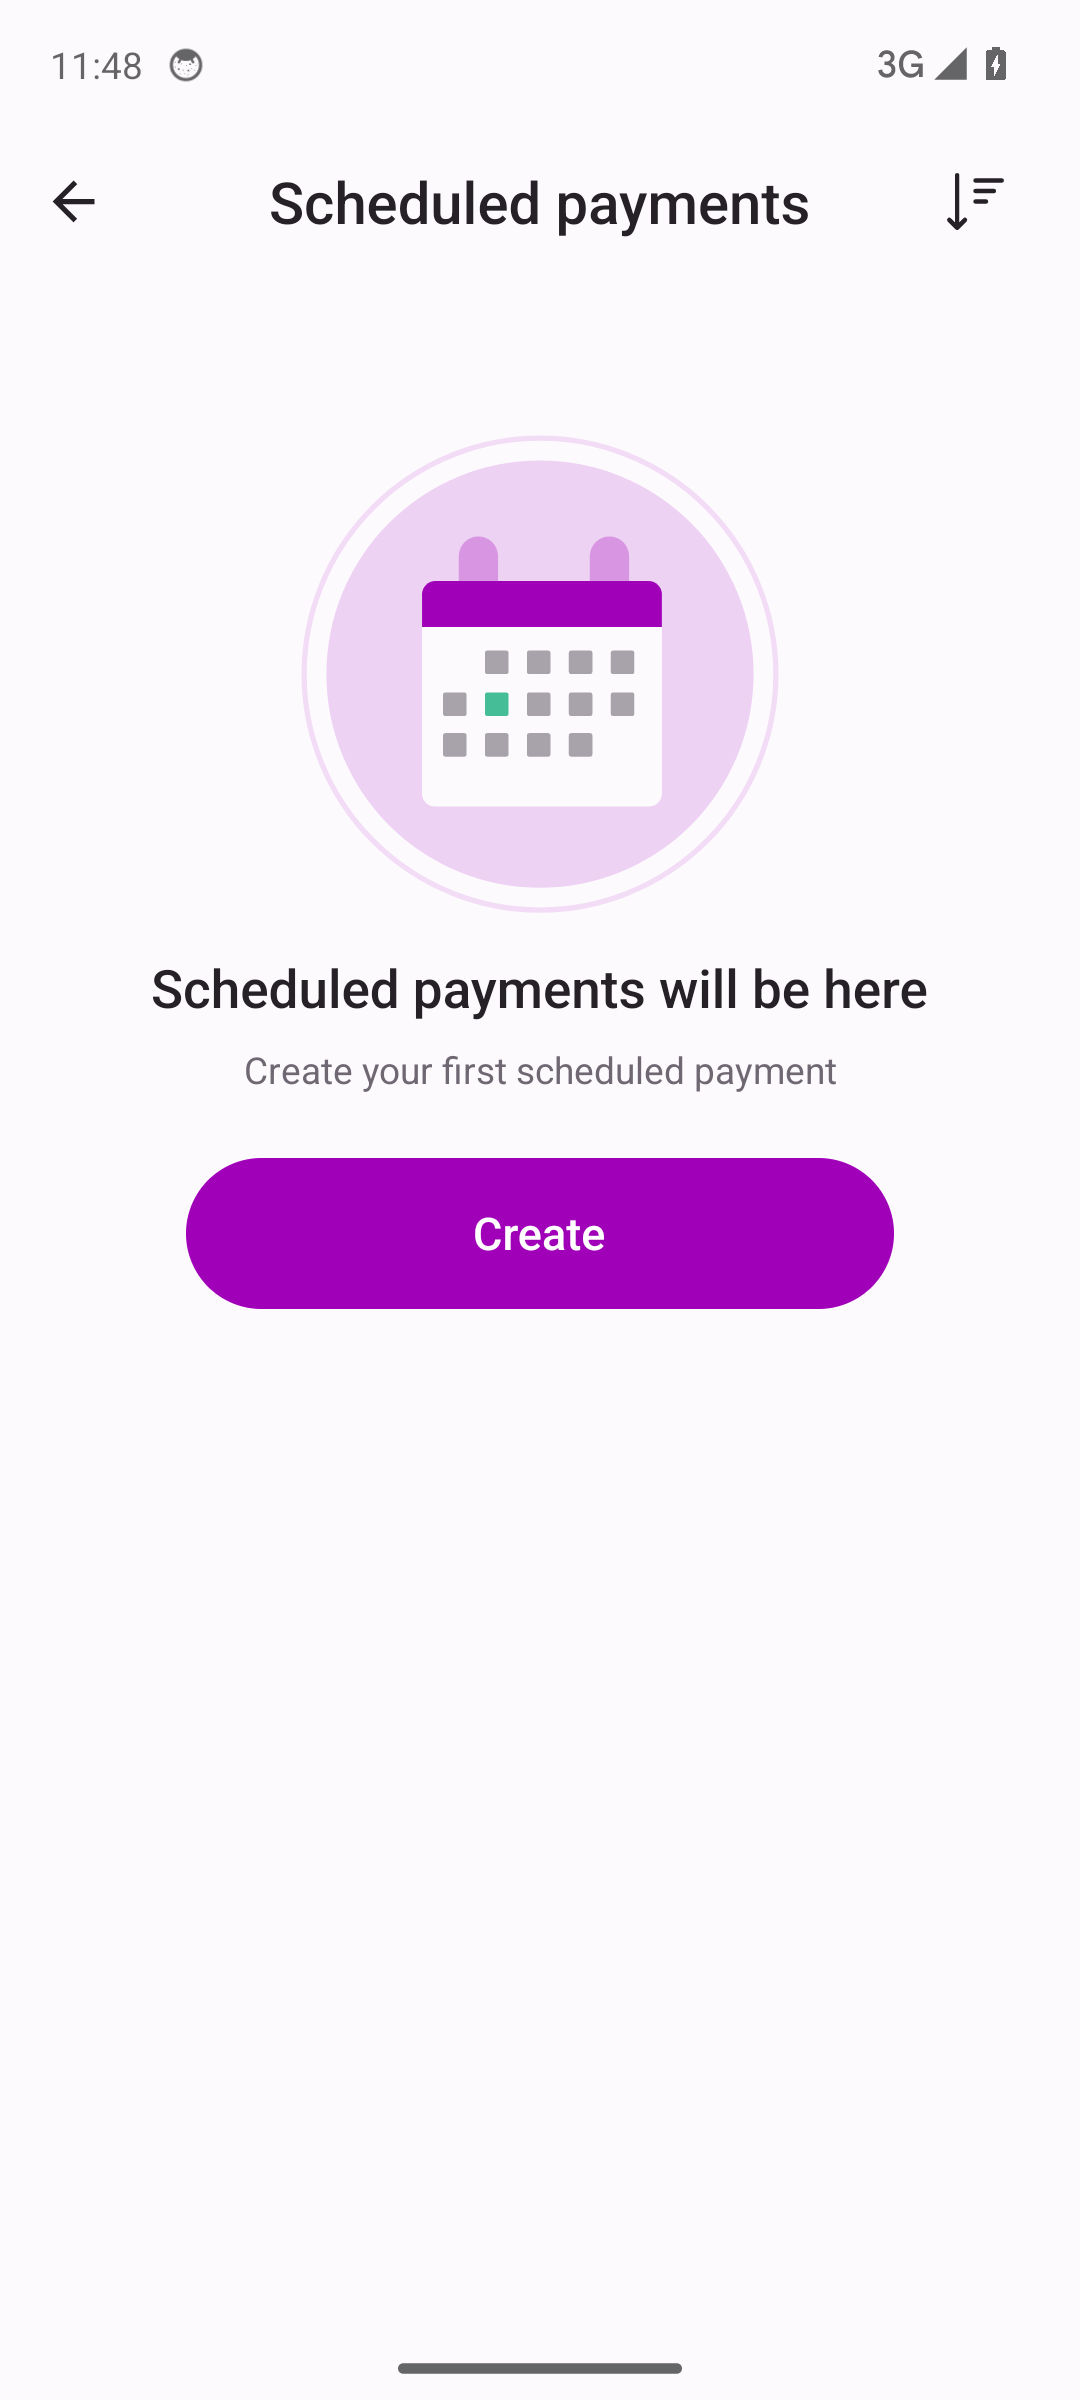 11:48
3G
Scheduled payments
Scheduled payments will be here
Create your first scheduled payment
Create